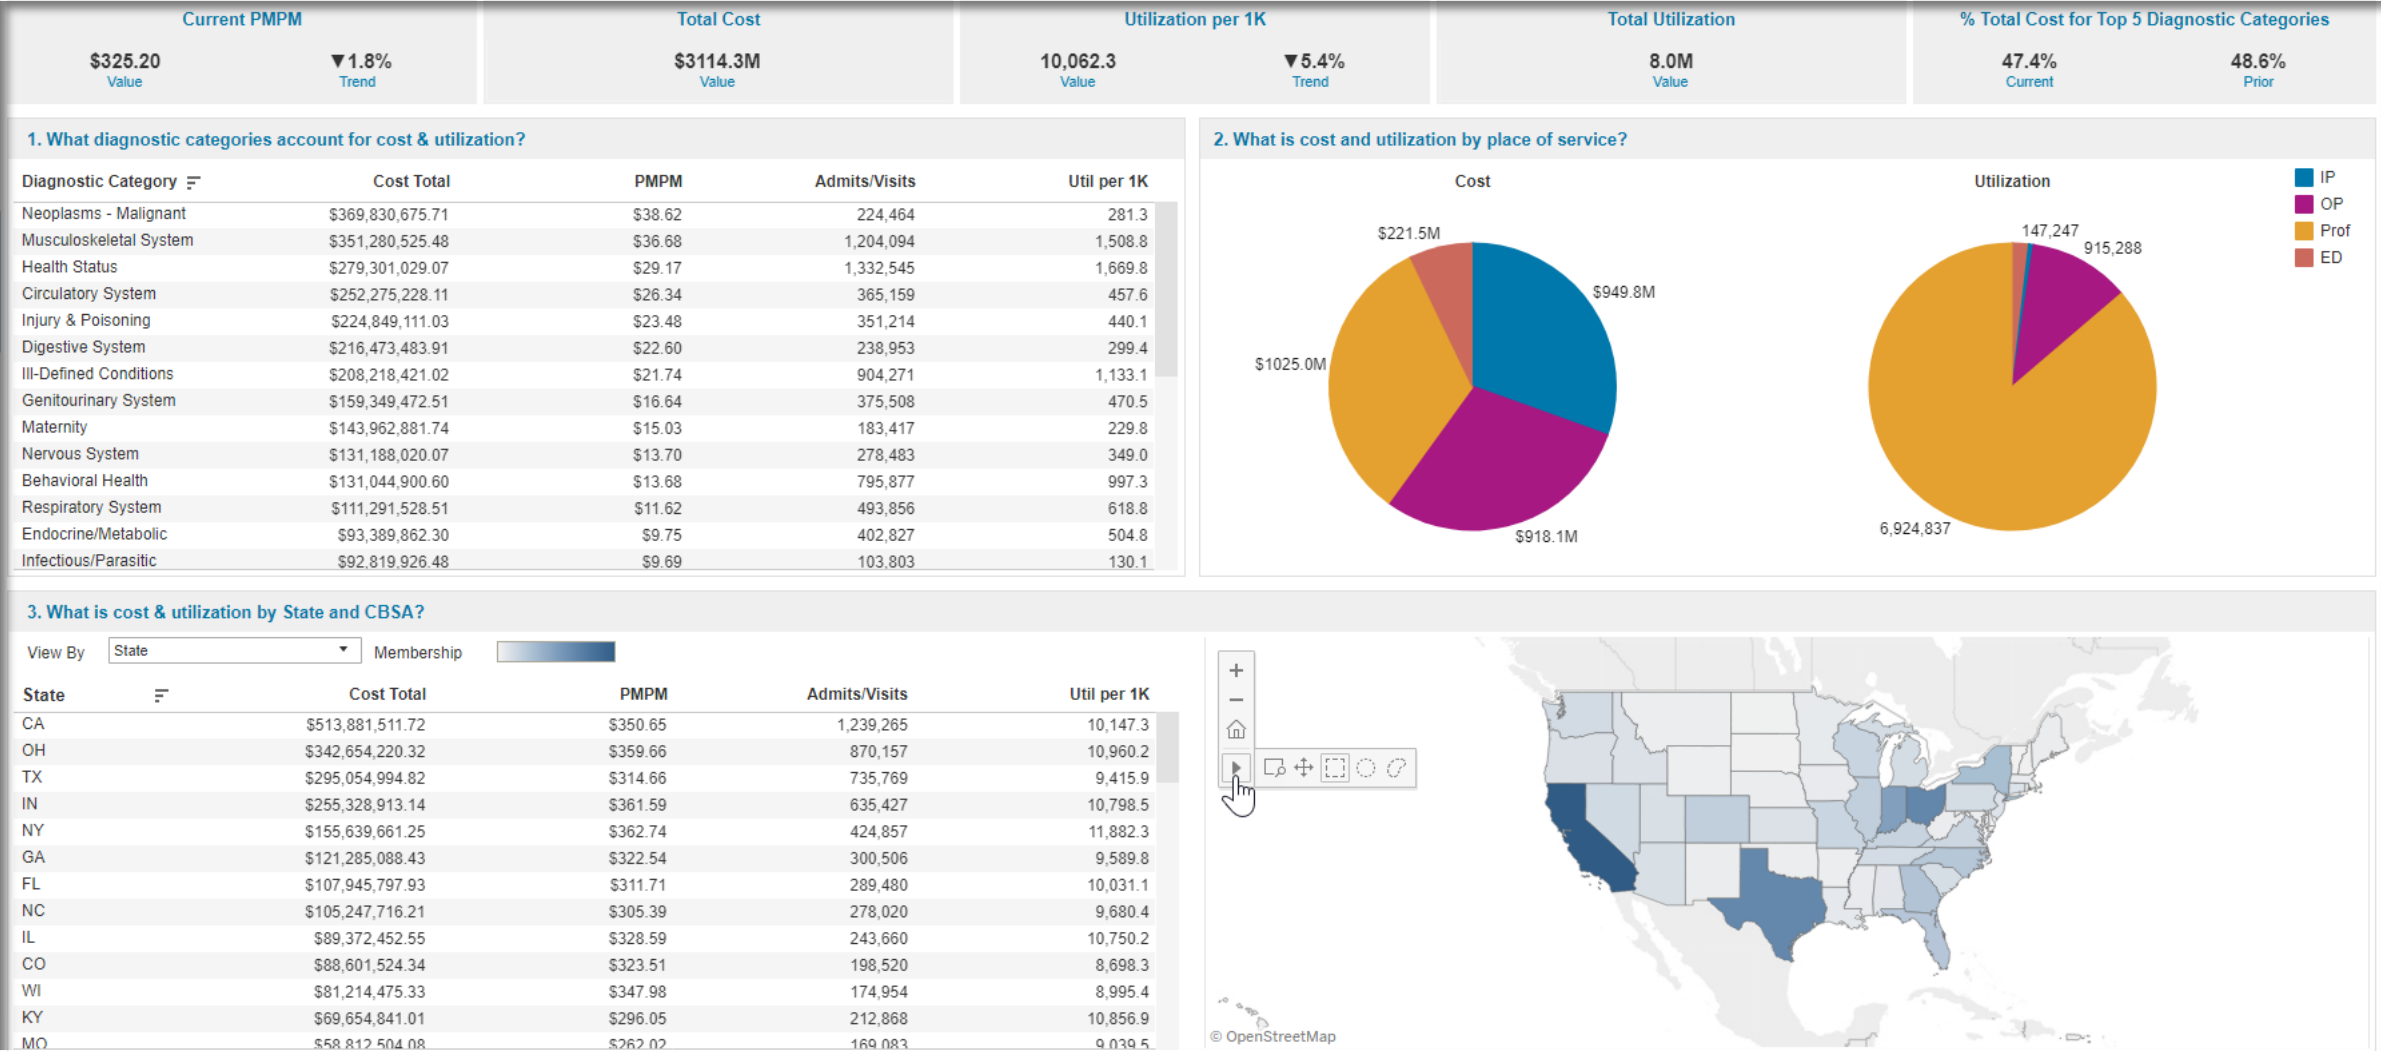 Current PMPM
$325.20 ▼1.8%
Value Trend
Total Cost
$3114.3M
Value
Utilization per 1K
10,062.3 ▼5.4%
Value Trend
Total Utilization
8.0M
Value
% Total Cost for Top 5 Diagnostic Categories
47.4% 48.6%
Current Prior
1. What diagnostic categories account for cost & utilization?
Diagnostic Category Cost Total PMPM Admits/Visits Util per 1K
Neoplasms - Malignant $369,830,675.71 $38.62 224,464 281.3
Musculoskeletal System $351,280,525.48 $36.68 1,204,094 1,508.8
Health Status $279,301,029.07 $29.17 1,332,545 1,669.8
Circulatory System $252,275,228.11 $26.34 365,159 457.6
Injury & Poisoning $224,849,111.03 $23.48 351,214 440.1
Digestive System $216,473,483.91 $22.60 238,953 299.4
Ill-Defined Conditions $208,218,421.02 $21.74 904,271 1,133.1
Genitourinary System $159,349,472.51 $16.64 375,508 470.5
Maternity $143,962,881.74 $15.03 183,417 229.8
Nervous System $131,188,020.07 $13.70 278,483 349.0
Behavioral Health $131,044,900.60 $13.68 795,877 997.3
Respiratory System $111,291,528.51 $11.62 493,856 618.8
Endocrine/Metabolic $93,389,862.30 $9.75 402,827 504.8
Infectious/Parasitic $92,819,926.48 $9.69 103,803 130.1
2. What is cost and utilization by place of service?
Cost
$221.5M
$949.8M
$1025.0M
$918.1M
Utilization
147,247
915,288
6,924,837
IP
OP
Prof
ED
3. What is cost & utilization by State and CBSA?
View By State Membership
State Cost Total PMPM Admits/Visits Util per 1K
CA $513,881,511.72 $350.65 1,239,265 10,147.3
OH $342,654,220.32 $359.66 870,157 10,960.2
TX $295,054,994.82 $314.66 735,769 9,415.9
IN $255,328,913.14 $361.59 635,427 10,798.5
NY $155,639,661.25 $362.74 424,857 11,882.3
GA $121,285,088.43 $322.54 300,506 9,589.8
FL $107,945,797.93 $311.71 289,480 10,031.1
NC $105,247,716.21 $305.39 278,020 9,680.4
IL $89,372,452.55 $328.59 243,660 10,750.2
CO $88,601,524.34 $323.51 198,520 8,698.3
WI $81,214,475.33 $347.98 174,954 8,995.4
KY $69,654,841.01 $296.05 212,868 10,856.9
MO $58,812,504.08 $262.02 169,083 9,039.5
© OpenStreetMap